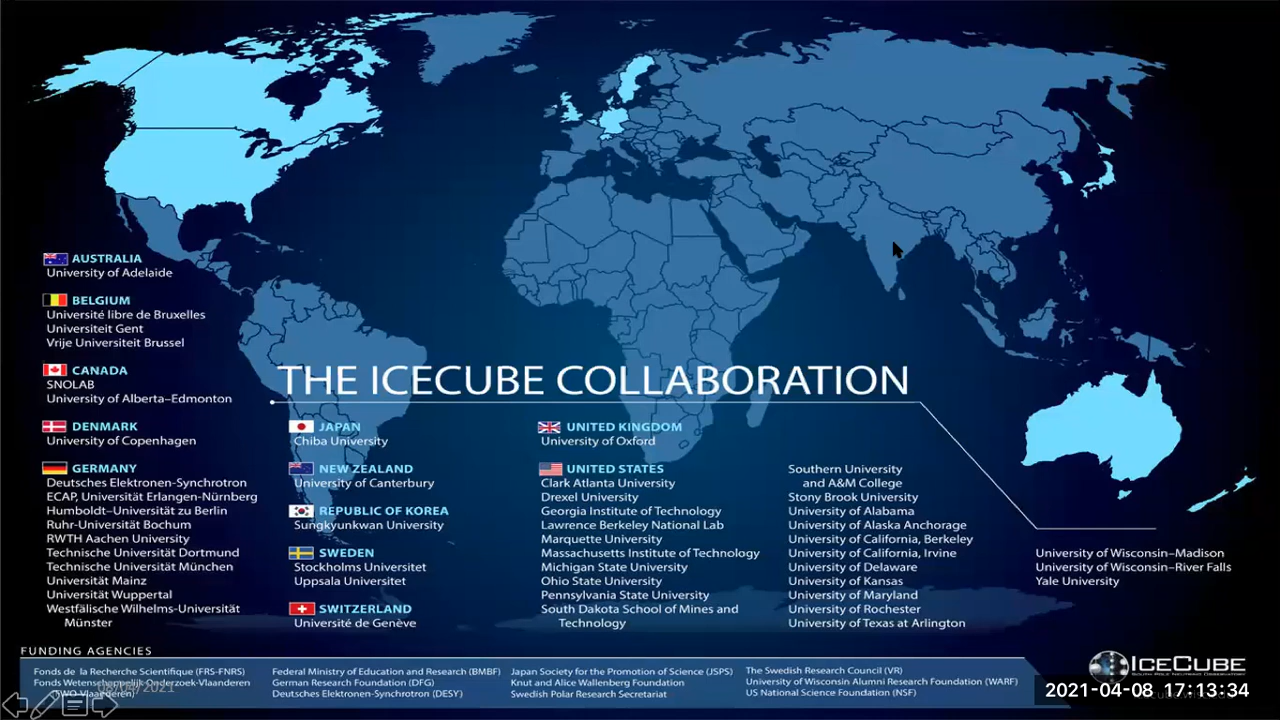 AUSTRALIA
University of Adelaide
BELGIUM
Université libre de Bruxelles
Universiteit Gent
Vrije Universiteit Brussel
CANADA
SNOLAB
University of Alberta–Edmonton
DENMARK
University of Copenhagen
GERMANY
Deutsches Elektronen-Synchrotron
ECAP, Universität Erlangen-Nürnberg
Humboldt–Universität zu Berlin
Ruhr-Universität Bochum
RWTH Aachen University
Technische Universität Dortmund
Technische Universität München
Universität Mainz
Universität Wuppertal
Westfälische Wilhelms-Universität
Münster
THE ICECUBE COLLABORATION
JAPAN
Chiba University
NEW ZEALAND
University of Canterbury
REPUBLIC OF KOREA
Sungkyunkwan University
SWEDEN
Stockholms Universitet
Uppsala Universitet
SWITZERLAND
Université de Genève
UNITED KINGDOM
University of Oxford
UNITED STATES
Clark Atlanta University
Drexel University
Georgia Institute of Technology
Lawrence Berkeley National Lab
Marquette University
Massachusetts Institute of Technology
Michigan State University
Ohio State University
Pennsylvania State University
South Dakota School of Mines and
Technology
Southern University
and A&M College
Stony Brook University
University of Alabama
University of Alaska Anchorage
University of California, Berkeley
University of California, Irvine
University of Delaware
University of Kansas
University of Maryland
University of Rochester
University of Texas at Arlington
University of Wisconsin–Madison
University of Wisconsin–River Falls
Yale University
FUNDING AGENCIES
Fonds de la Recherche Scientifique (FRS-FNRS)
Fonds Wetenschappelijk Onderzoek-Vlaanderen
08/04/2021
Federal Ministry of Education and Research (BMBF)
German Research Foundation (DFG)
Deutsches Elektronen-Synchrotron (DESY)
Japan Society for the Promotion of Science (JSPS)
Knut and Alice Wallenberg Foundation
Swedish Polar Research Secretariat
The Swedish Research Council (VR)
University of Wisconsin Alumni Research Foundation (WARF)
US National Science Foundation (NSF)
ICECUBE
SOUTH POLE NEUTRINO OBSERVATORY
2021-04-08 17:13:34